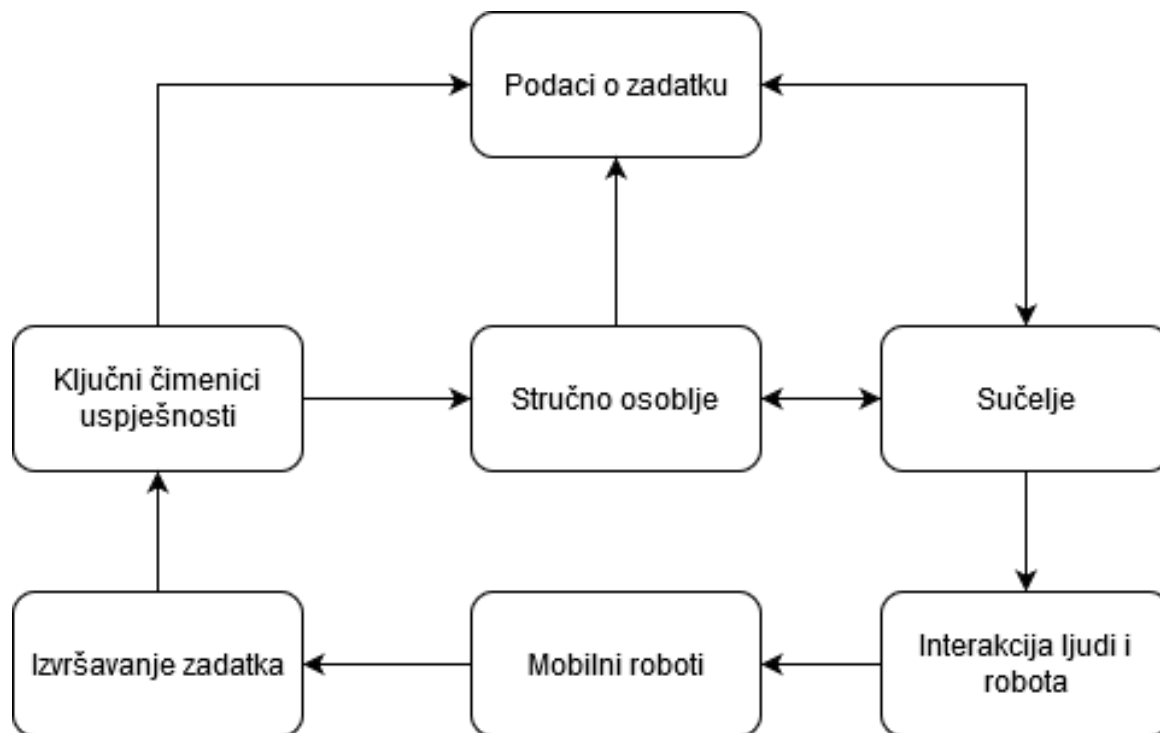 Podaci o zadatku
Ključni čimenici
uspješnosti
Stručno osoblje
Sučelje
Izvršavanje zadatka
Mobilni roboti
Interakcija ljudi i
robota